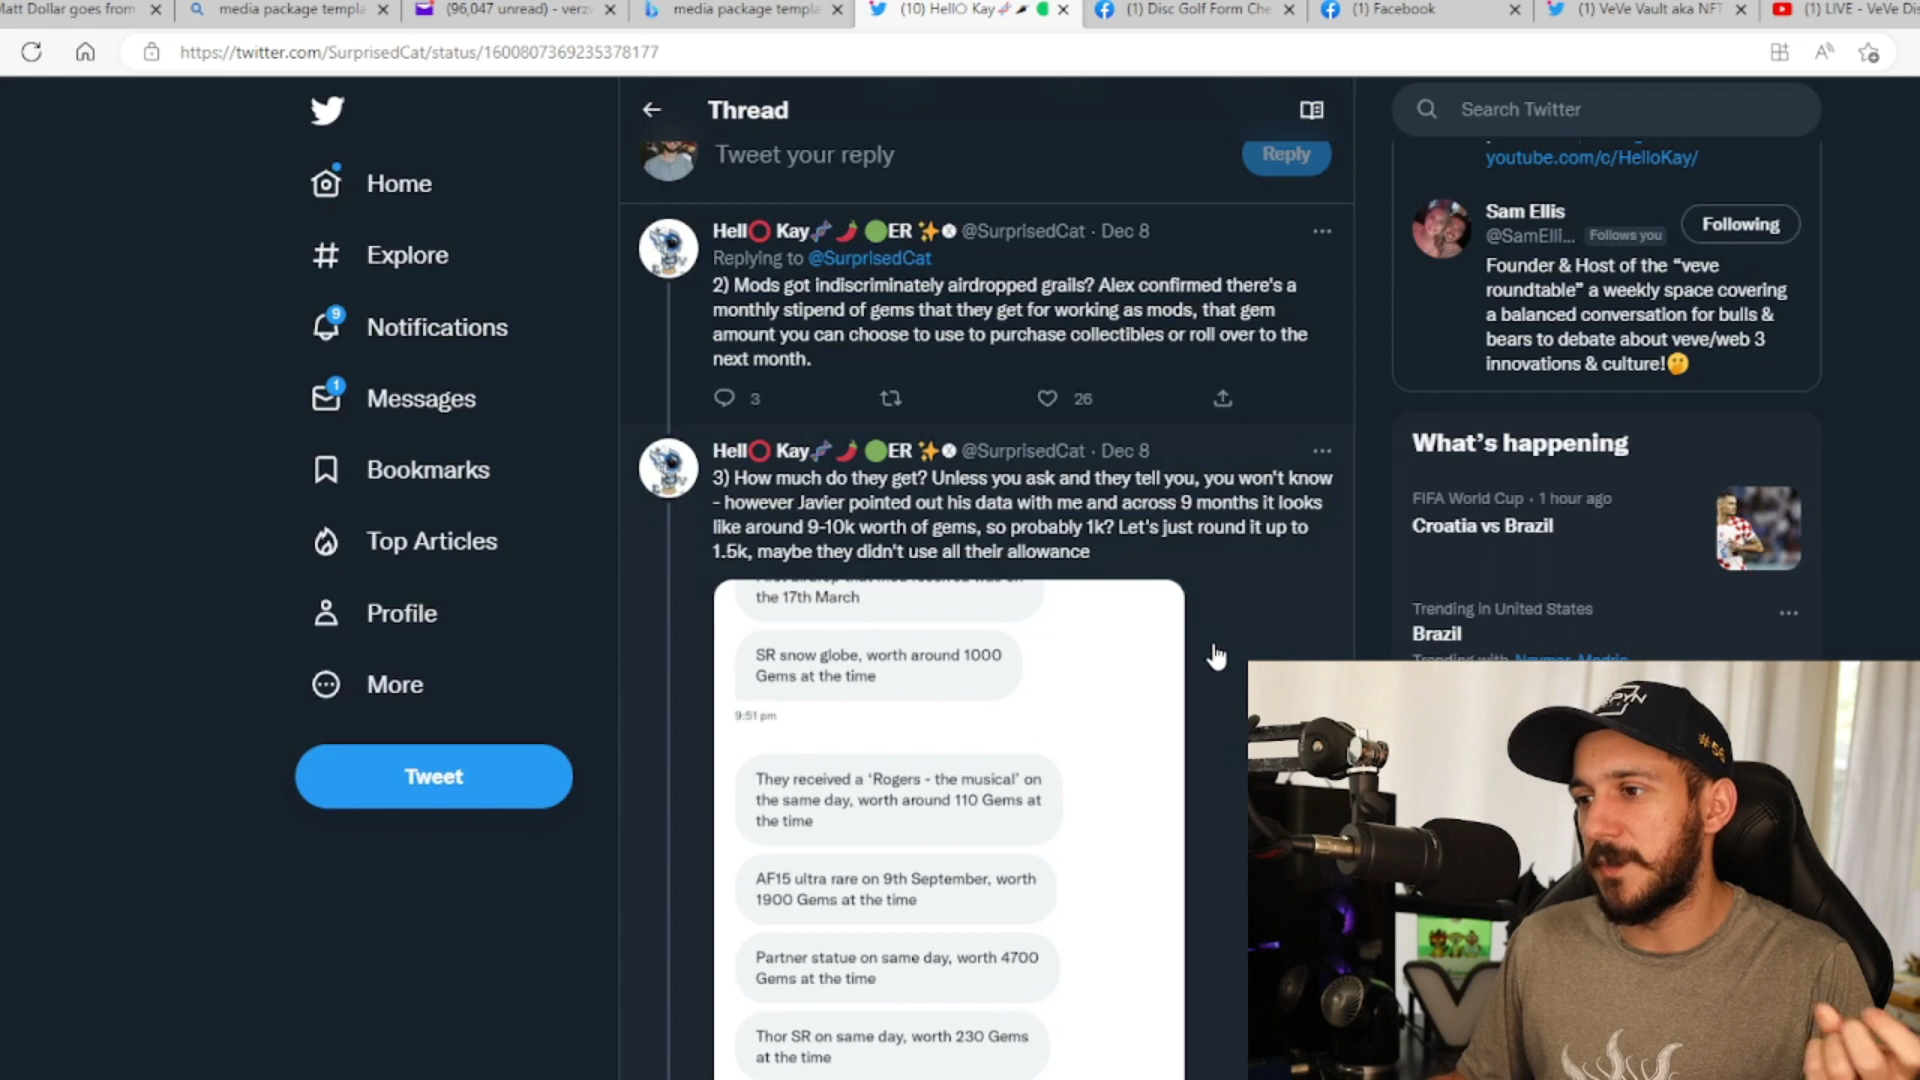 Matt Dollar goes from
media package templa
(96,047 unread) - verz
media package templa
(10) HellO Kay
(1) Disc Golf Form Che
(1) Facebook
(1) VeVe Vault aka NFT
(1) LIVE - VeVe Dis
https://twitter.com/SurprisedCat/status/1600807369235378177
Home
Explore
9
Notifications
1
Messages
Bookmarks
Top Articles
Profile
More
Tweet
Thread
Tweet your reply
Reply
Hell⭕ Kay🧬🌶️🟢ER ✨ @SurprisedCat · Dec 8
Replying to @SurprisedCat
2) Mods got indiscriminately airdropped grails? Alex confirmed there's a
monthly stipend of gems that they get for working as mods, that gem
amount you can choose to use to purchase collectibles or roll over to the
next month.
3
26
Hell⭕ Kay🧬🌶️🟢ER ✨ @SurprisedCat · Dec 8
3) How much do they get? Unless you ask and they tell you, you won't know
- however Javier pointed out his data with me and across 9 months it looks
like around 9-10k worth of gems, so probably 1k? Let's just round it up to
1.5k, maybe they didn't use all their allowance
the 17th March
SR snow globe, worth around 1000
Gems at the time
9:51 pm
They received a ‘Rogers - the musical’ on
the same day, worth around 110 Gems at
the time
AF15 ultra rare on 9th September, worth
1900 Gems at the time
Partner statue on same day, worth 4700
Gems at the time
Thor SR on same day, worth 230 Gems
at the time
Search Twitter
youtube.com/c/HelloKay/
Sam Ellis
@SamElli... Follows you
Following
Founder & Host of the “veve
roundtable” a weekly space covering
a balanced conversation for bulls &
bears to debate about veve/web 3
innovations & culture!🤭
What's happening
FIFA World Cup · 1 hour ago
Croatia vs Brazil
Trending in United States
Brazil
Trending with Neymar, Modric